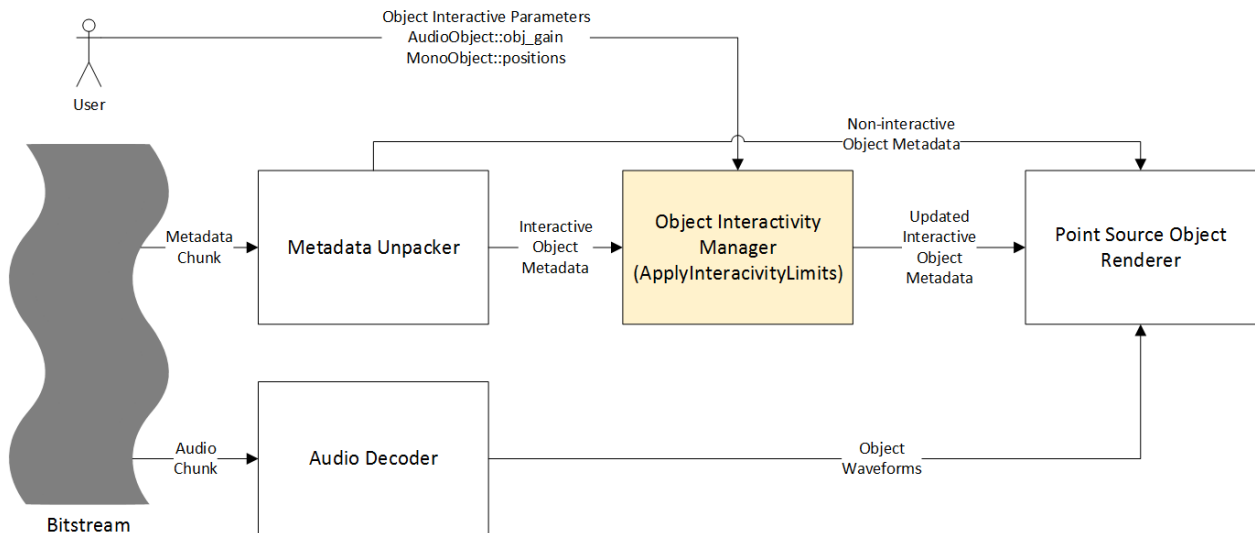 Object Interactive Parameters
AudioObject::obj_gain
MonoObject::positions
User
Non-interactive
Object Metadata
Metadata
Chunk
Metadata Unpacker
Interactive
Object
Metadata
Object Interactivity
Manager
(ApplyInteracivityLimits)
Updated
Interactive
Object
Metadata
Point Source Object
Renderer
Audio
Chunk
Audio Decoder
Object
Waveforms
Bitstream